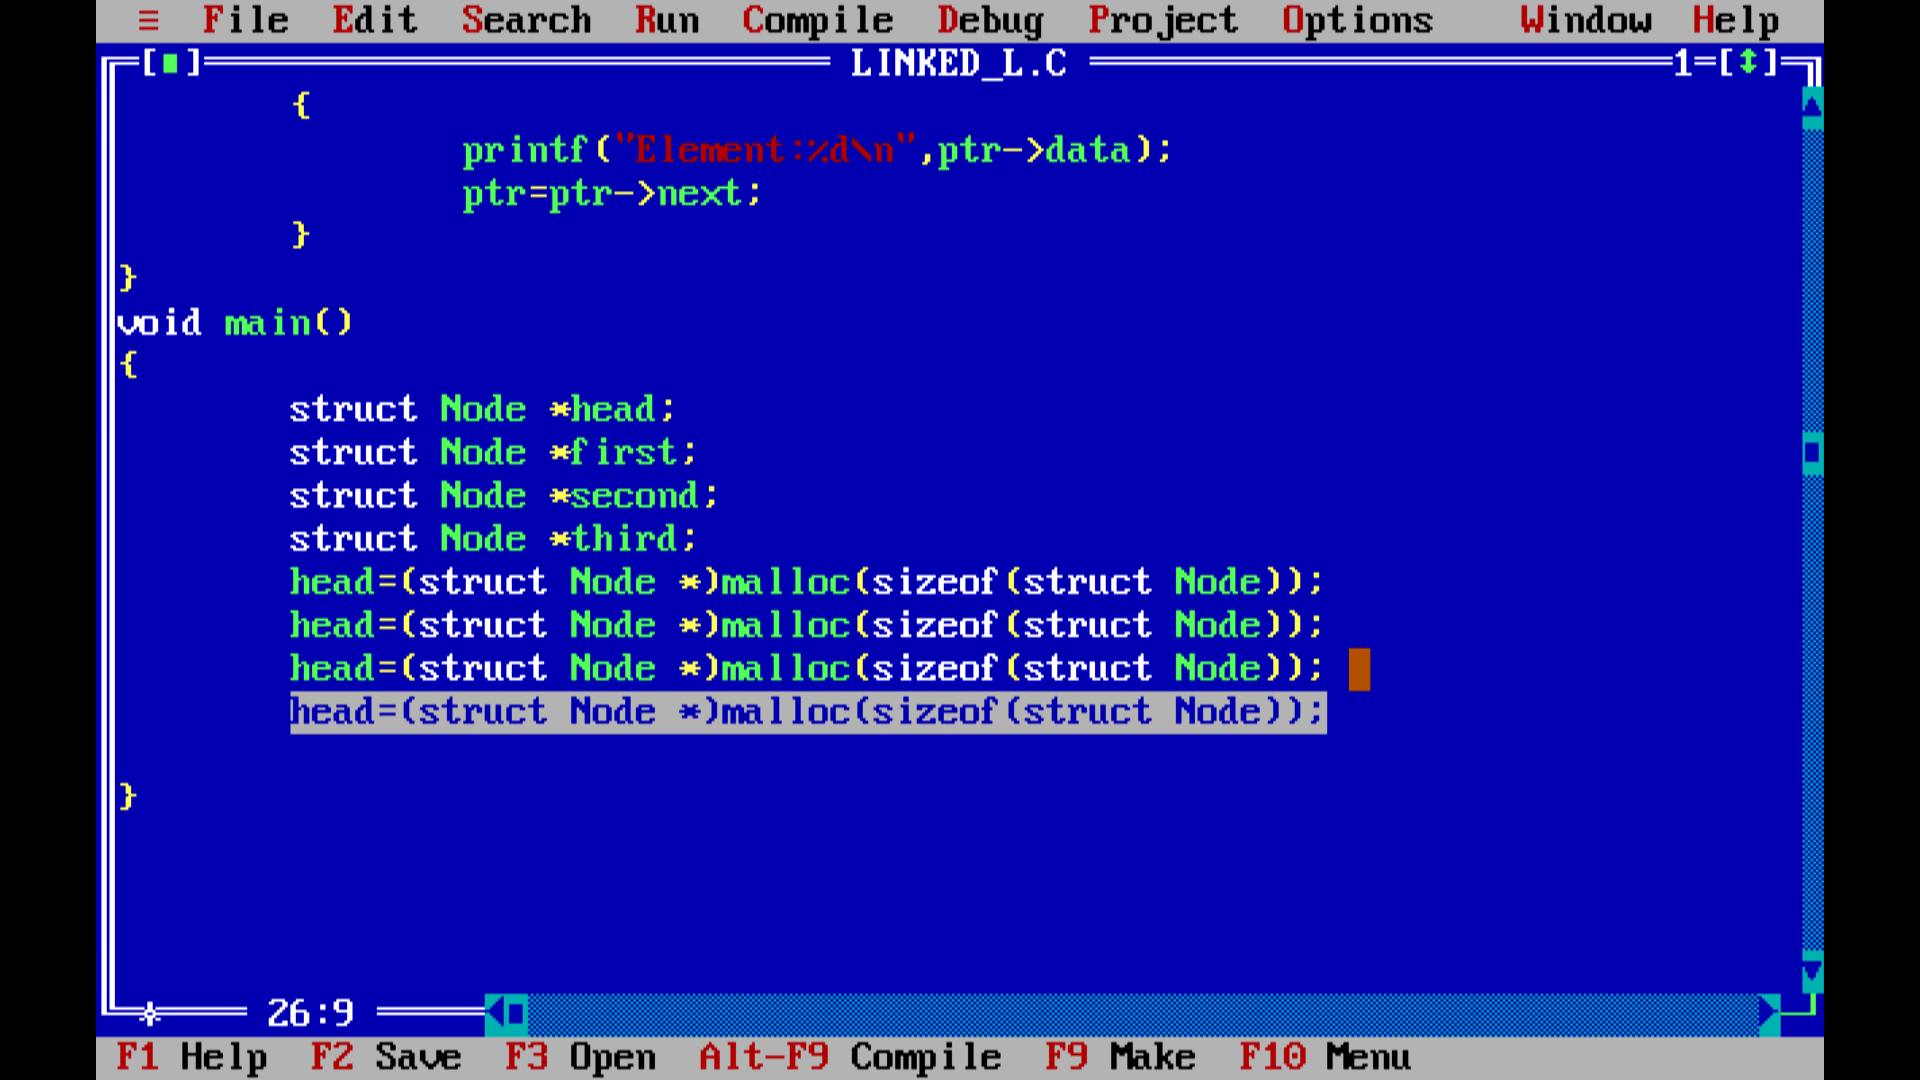 ≡ File Edit Search Run Compile Debug Project Options Window Help
[■] LINKED_L.C 1=[↕]
{
printf("Element:%d\n",ptr->data);
ptr=ptr->next;
}
}
void main()
{
struct Node *head;
struct Node *first;
struct Node *second;
struct Node *third;
head=(struct Node *)malloc(sizeof(struct Node));
head=(struct Node *)malloc(sizeof(struct Node));
head=(struct Node *)malloc(sizeof(struct Node));
head=(struct Node *)malloc(sizeof(struct Node));
}
26:9
F1 Help F2 Save F3 Open Alt-F9 Compile F9 Make F10 Menu